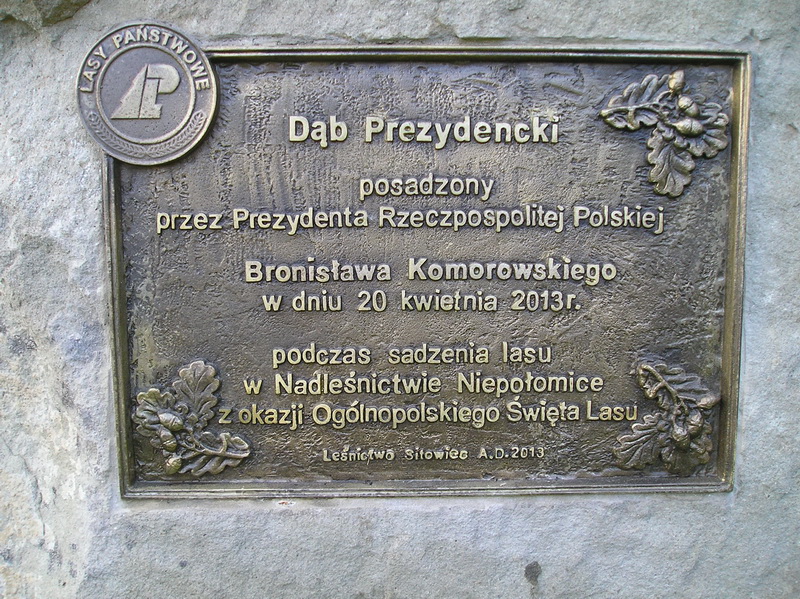 LASY PAŃSTWOWE
Dąb Prezydencki
posadzony
przez Prezydenta Rzeczpospolitej Polskiej
Bronisława Komorowskiego
w dniu 20 kwietnia 2013r.
podczas sadzenia lasu
w Nadleśnictwie Niepołomice
z okazji Ogólnopolskiego Święta Lasu
Leśnictwo Sitowiec A.D.2013